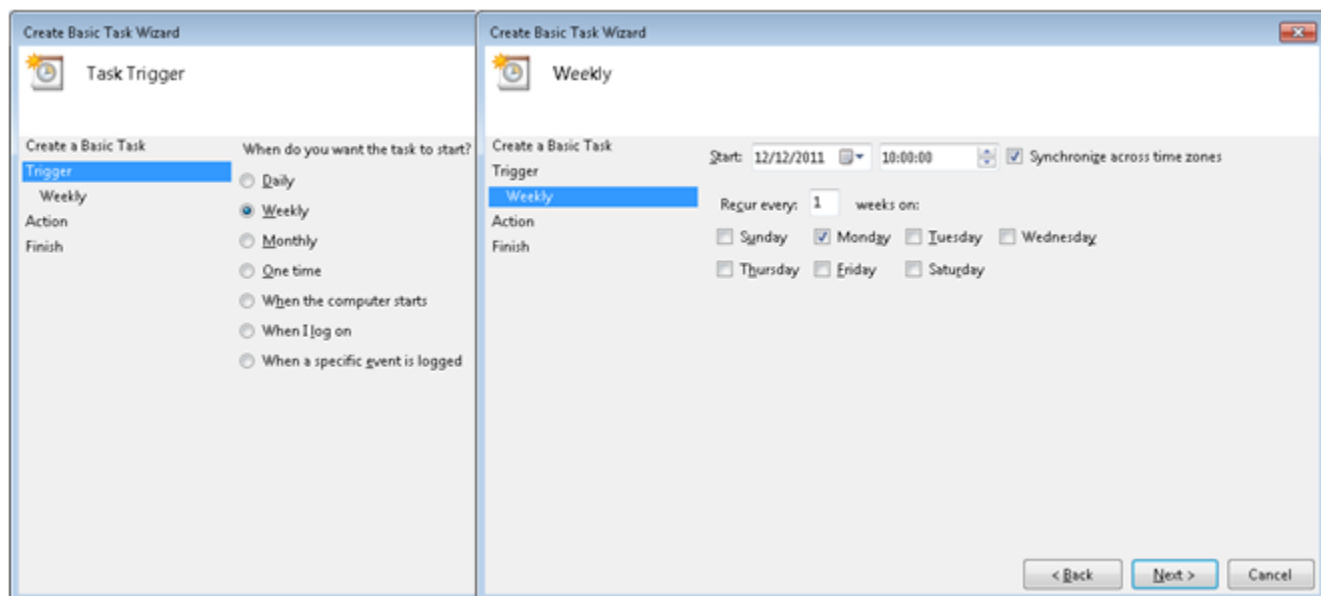 Create Basic Task Wizard
Task Trigger
Create a Basic Task
Trigger
Weekly
Action
Finish
When do you want the task to start?
Daily
Weekly
Monthly
One time
When the computer starts
When I log on
When a specific event is logged
Create Basic Task Wizard
Weekly
Create a Basic Task
Trigger
Weekly
Action
Finish
Start: 12/12/2011 10:00:00 Synchronize across time zones
Recur every: 1 weeks on:
Sunday Monday Tuesday Wednesday
Thursday Friday Saturday
< Back Next > Cancel